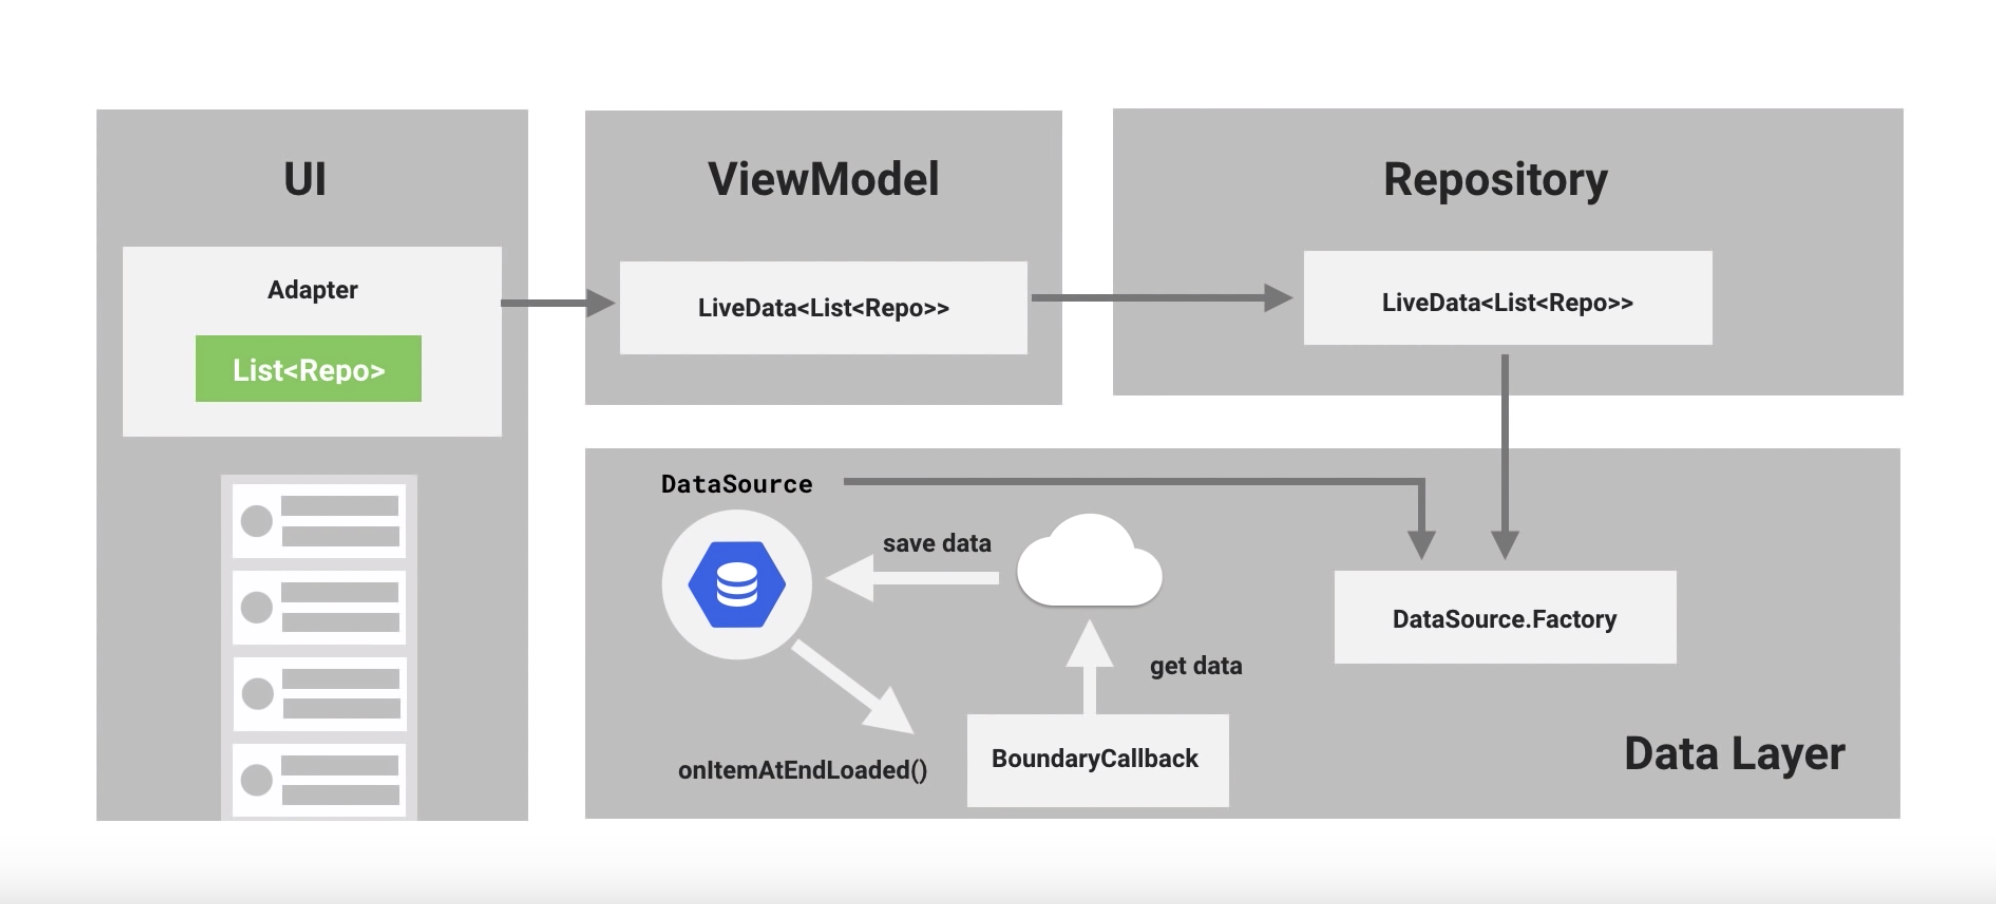 UI
Adapter
List<Repo>
ViewModel
LiveData<List<Repo>>
Repository
LiveData<List<Repo>>
DataSource
save data
get data
onItemAtEndLoaded()
BoundaryCallback
DataSource.Factory
Data Layer